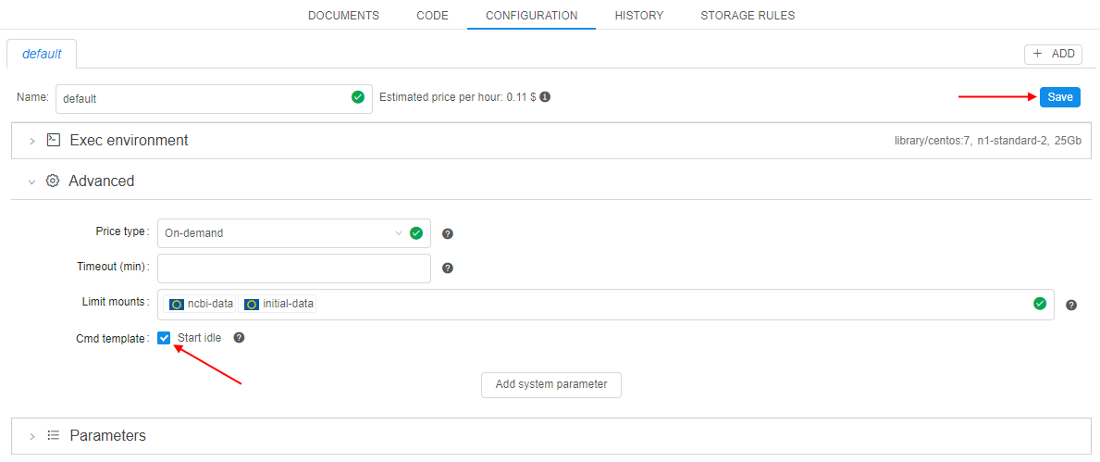 DOCUMENTS CODE CONFIGURATION HISTORY STORAGE RULES
default
+ ADD
Name: default Estimated price per hour: 0.11 $ Save
Exec environment library/centos:7, n1-standard-2, 25Gb
Advanced
Price type: On-demand
Timeout (min):
Limit mounts: ncbi-data initial-data
Cmd template: Start idle
Add system parameter
Parameters